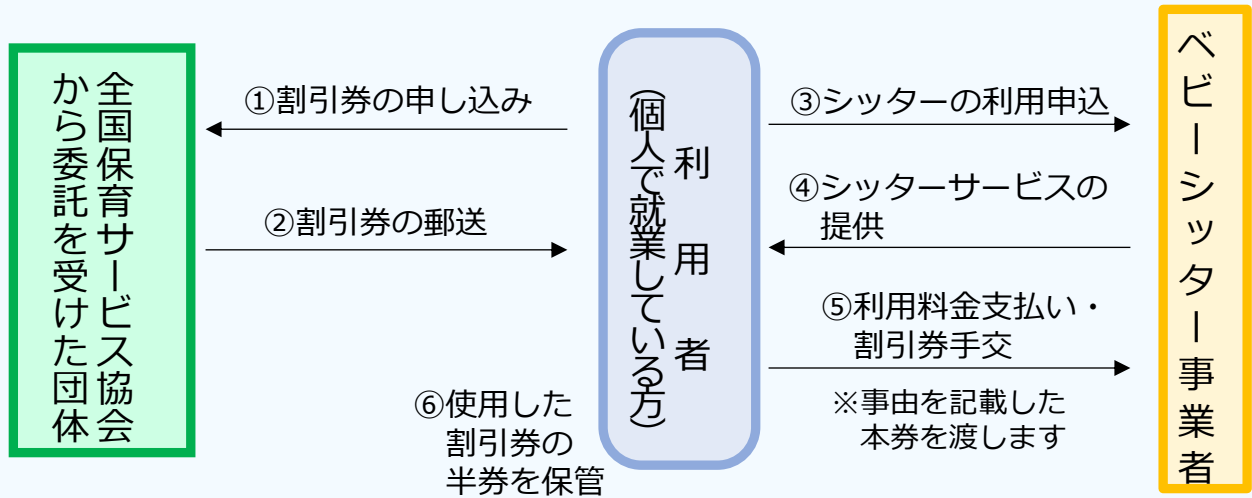 全国保育サービス協会
から委託を受けた団体
①割引券の申し込み
②割引券の郵送
利用者
(個人で就業している方)
⑥使用した
割引券の
半券を保管
③シッターの利用申込
④シッターサービスの
提供
⑤利用料金支払い・
割引券手交
※事由を記載した
本券を渡します
ベビーシッター事業者